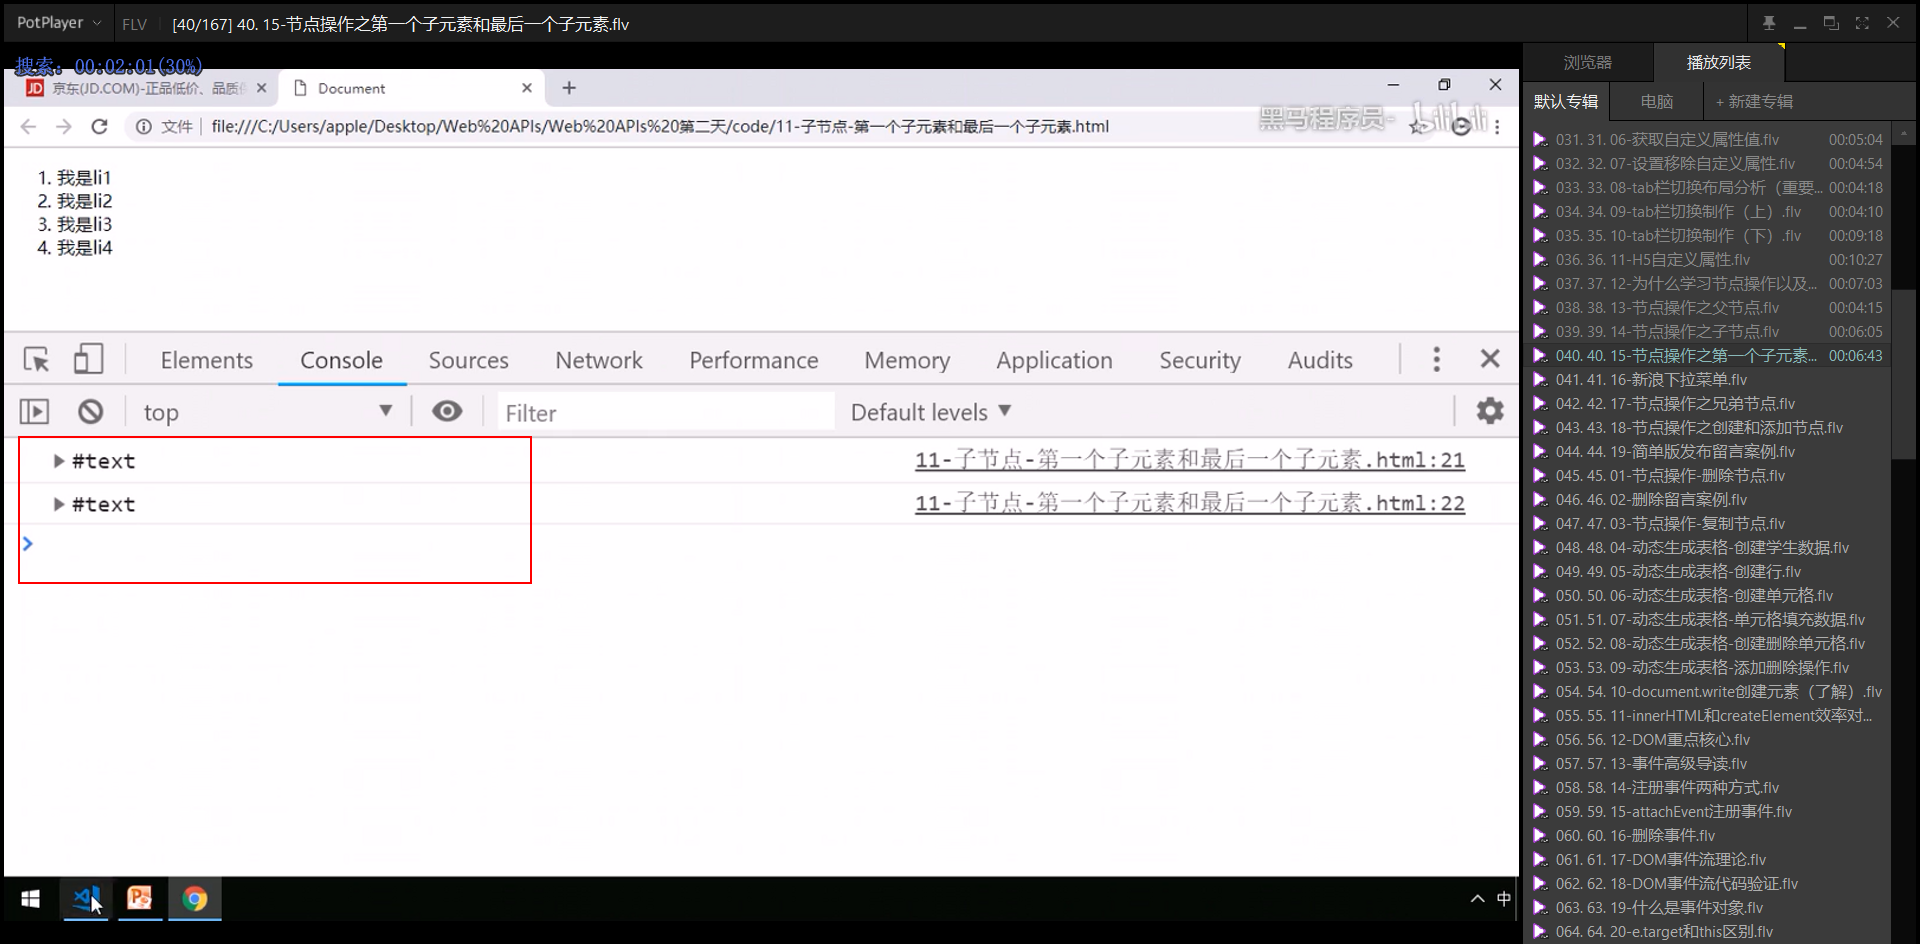 PotPlayer
FLV
[40/167] 40. 15-节点操作之第一个子元素和最后一个子元素.flv
搜索: 00:02:01(30%)
京东(JD.COM)-正品低价、品质
Document
文件
file:///C:/Users/apple/Desktop/Web%20APIs/Web%20APIs%20第二天/code/11-子节点-第一个子元素和最后一个子元素.html
黑马程序员-
bilibili
1. 我是li1
2. 我是li2
3. 我是li3
4. 我是li4
Elements
Console
Sources
Network
Performance
Memory
Application
Security
Audits
top
Filter
Default levels
#text
11-子节点-第一个子元素和最后一个子元素.html:21
#text
11-子节点-第一个子元素和最后一个子元素.html:22
中
浏览器
播放列表
默认专辑
电脑
+ 新建专辑
031. 31. 06-获取自定义属性值.flv 00:05:04
032. 32. 07-设置移除自定义属性.flv 00:04:54
033. 33. 08-tab栏切换布局分析（重要... 00:04:18
034. 34. 09-tab栏切换制作（上）.flv 00:04:10
035. 35. 10-tab栏切换制作（下）.flv 00:09:18
036. 36. 11-H5自定义属性.flv 00:10:27
037. 37. 12-为什么学习节点操作以及... 00:07:03
038. 38. 13-节点操作之父节点.flv 00:04:15
039. 39. 14-节点操作之子节点.flv 00:06:05
040. 40. 15-节点操作之第一个子元素... 00:06:43
041. 41. 16-新浪下拉菜单.flv
042. 42. 17-节点操作之兄弟节点.flv
043. 43. 18-节点操作之创建和添加节点.flv
044. 44. 19-简单版发布留言案例.flv
045. 45. 01-节点操作-删除节点.flv
046. 46. 02-删除留言案例.flv
047. 47. 03-节点操作-复制节点.flv
048. 48. 04-动态生成表格-创建学生数据.flv
049. 49. 05-动态生成表格-创建行.flv
050. 50. 06-动态生成表格-创建单元格.flv
051. 51. 07-动态生成表格-单元格填充数据.flv
052. 52. 08-动态生成表格-创建删除单元格.flv
053. 53. 09-动态生成表格-添加删除操作.flv
054. 54. 10-document.write创建元素（了解）.flv
055. 55. 11-innerHTML和createElement效率对...
056. 56. 12-DOM重点核心.flv
057. 57. 13-事件高级导读.flv
058. 58. 14-注册事件两种方式.flv
059. 59. 15-attachEvent注册事件.flv
060. 60. 16-删除事件.flv
061. 61. 17-DOM事件流理论.flv
062. 62. 18-DOM事件流代码验证.flv
063. 63. 19-什么是事件对象.flv
064. 64. 20-e.target和this区别.flv